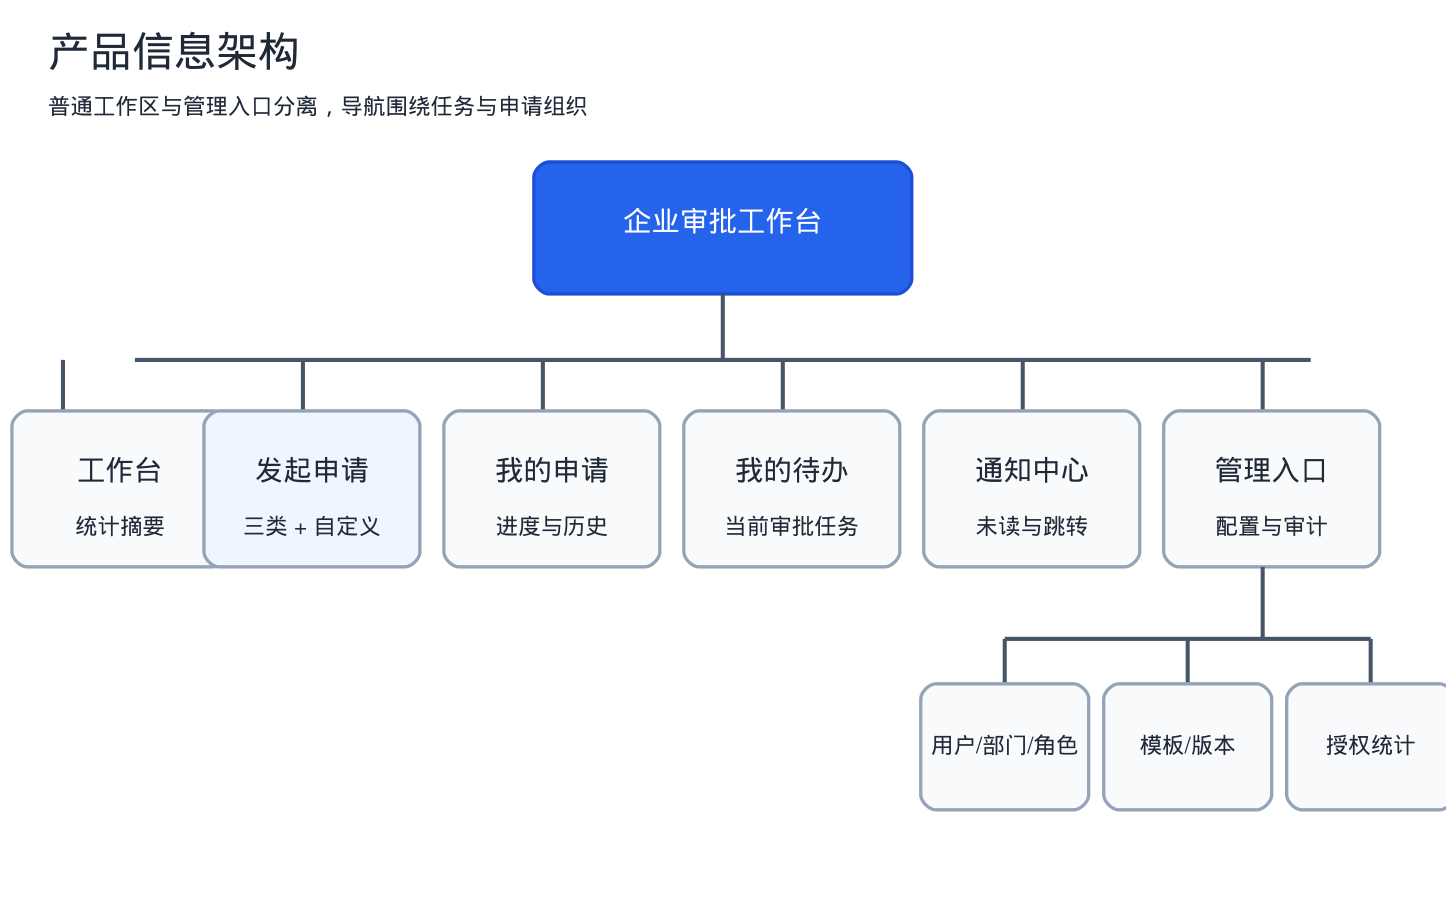 产品信息架构
普通工作区与管理入口分离，导航围绕任务与申请组织
企业审批工作台
工作台
统计摘要
发起申请
三类 + 自定义
我的申请
进度与历史
我的待办
当前审批任务
通知中心
未读与跳转
管理入口
配置与审计
用户/部门/角色
模板/版本
授权统计